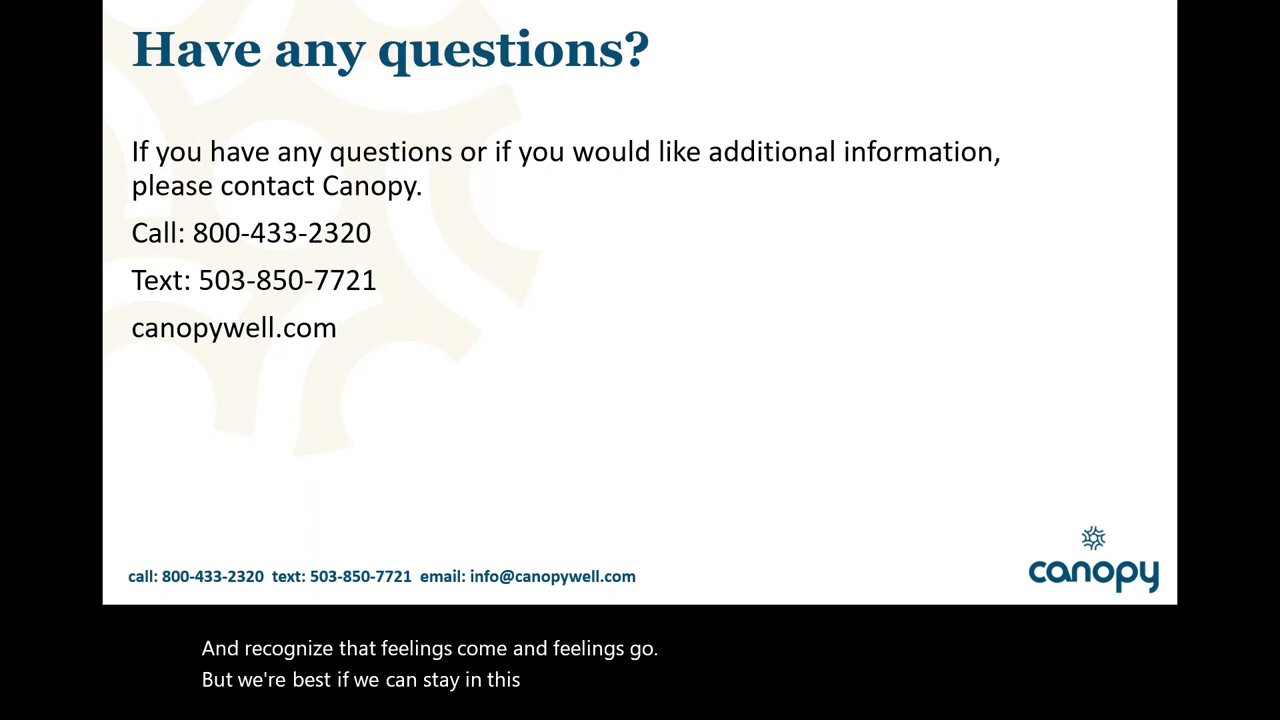 Have any questions?
If you have any questions or if you would like additional information,
please contact Canopy.
Call: 800-433-2320
Text: 503-850-7721
canopywell.com
call: 800-433-2320  text: 503-850-7721  email: info@canopywell.com
canopy
And recognize that feelings come and feelings go.
But we're best if we can stay in this